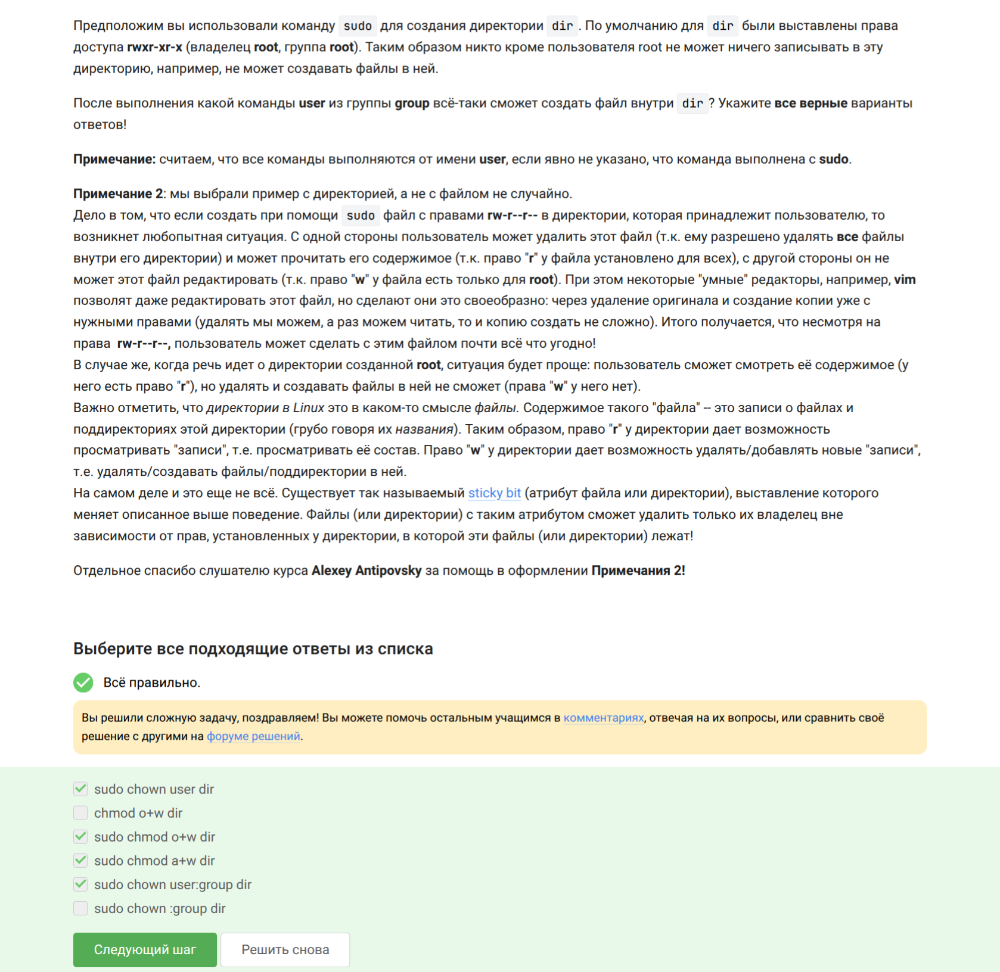 Предположим вы использовали команду sudo для создания директории dir. По умолчанию для dir были выставлены права
доступа rwxr-xr-x (владелец root, группа root). Таким образом никто кроме пользователя root не может ничего записывать в эту
директорию, например, не может создавать файлы в ней.
После выполнения какой команды user из группы group всё-таки сможет создать файл внутри dir? Укажите все верные варианты
ответов!
Примечание: считаем, что все команды выполняются от имени user, если явно не указано, что команда выполнена с sudo.
Примечание 2: мы выбрали пример с директорией, а не с файлом не случайно.
Дело в том, что если создать при помощи sudo файл с правами rw-r--r-- в директории, которая принадлежит пользователю, то
возникнет любопытная ситуация. С одной стороны пользователь может удалить этот файл (т.к. ему разрешено удалять все файлы
внутри его директории) и может прочитать его содержимое (т.к. право "r" у файла установлено для всех), с другой стороны он не
может этот файл редактировать (т.к. право "w" у файла есть только для root). При этом некоторые "умные" редакторы, например, vim
позволят даже редактировать этот файл, но сделают они это своеобразно: через удаление оригинала и создание копии уже с
нужными правами (удалять мы можем, а раз можем читать, то и копию создать не сложно). Итого получается, что несмотря на
права rw-r--r--, пользователь может сделать с этим файлом почти всё что угодно!
В случае же, когда речь идет о директории созданной root, ситуация будет проще: пользователь сможет смотреть её содержимое (у
него есть право "r"), но удалять и создавать файлы в ней не сможет (права "w" у него нет).
Важно отметить, что директории в Linux это в каком-то смысле файлы. Содержимое такого "файла" -- это записи о файлах и
поддиректориях этой директории (грубо говоря их названия). Таким образом, право "r" у директории дает возможность
просматривать "записи", т.е. просматривать её состав. Право "w" у директории дает возможность удалять/добавлять новые "записи",
т.е. удалять/создавать файлы/поддиректории в ней.
На самом деле и это еще не всё. Существует так называемый sticky bit (атрибут файла или директории), выставление которого
меняет описанное выше поведение. Файлы (или директории) с таким атрибутом сможет удалить только их владелец вне
зависимости от прав, установленных у директории, в которой эти файлы (или директории) лежат!
Отдельное спасибо слушателю курса Alexey Antipovsky за помощь в оформлении Примечания 2!
Выберите все подходящие ответы из списка
Всё правильно.
Вы решили сложную задачу, поздравляем! Вы можете помочь остальным учащимся в комментариях, отвечая на их вопросы, или сравнить своё
решение с другими на форуме решений.
sudo chown user dir
chmod o+w dir
sudo chmod o+w dir
sudo chmod a+w dir
sudo chown user:group dir
sudo chown :group dir
Следующий шаг Решить снова